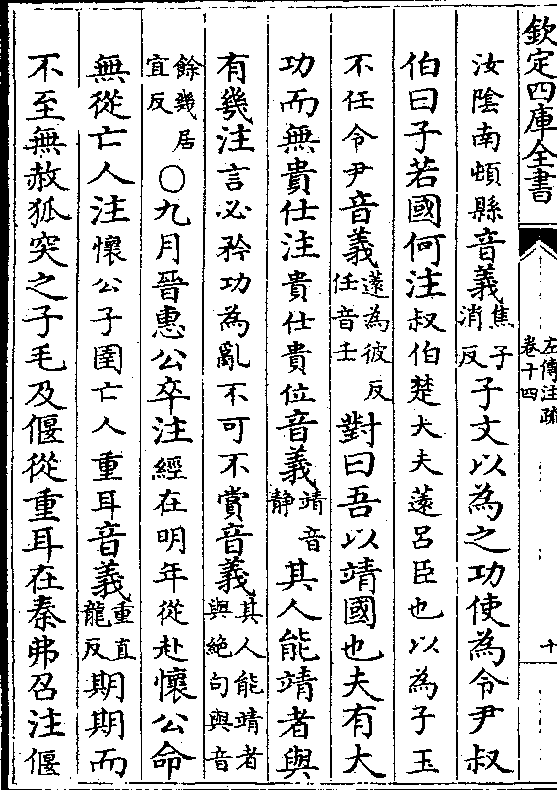 欽定四庫全書
左傳注疏
卷十四
十
汝陰南頓縣音義焦子消反子文以為之功使為令尹叔
伯曰子若國何注叔伯楚大夫薳呂臣也以為子玉
不任令尹音義薳為彼反任音壬對曰吾以靖國也夫有大
功而無貴仕注貴仕貴位音義靖音静其人能靖者與
有幾注言必矜功為亂不可不賞音義其人能靖者與絶句與音
餘幾居宜反○九月晉惠公卒注經在明年從赴懷公命
無從亡人注懷公子圉亡人重耳音義重直龍反期期而
不至無赦狐突之子毛及偃從重耳在秦弗召注偃